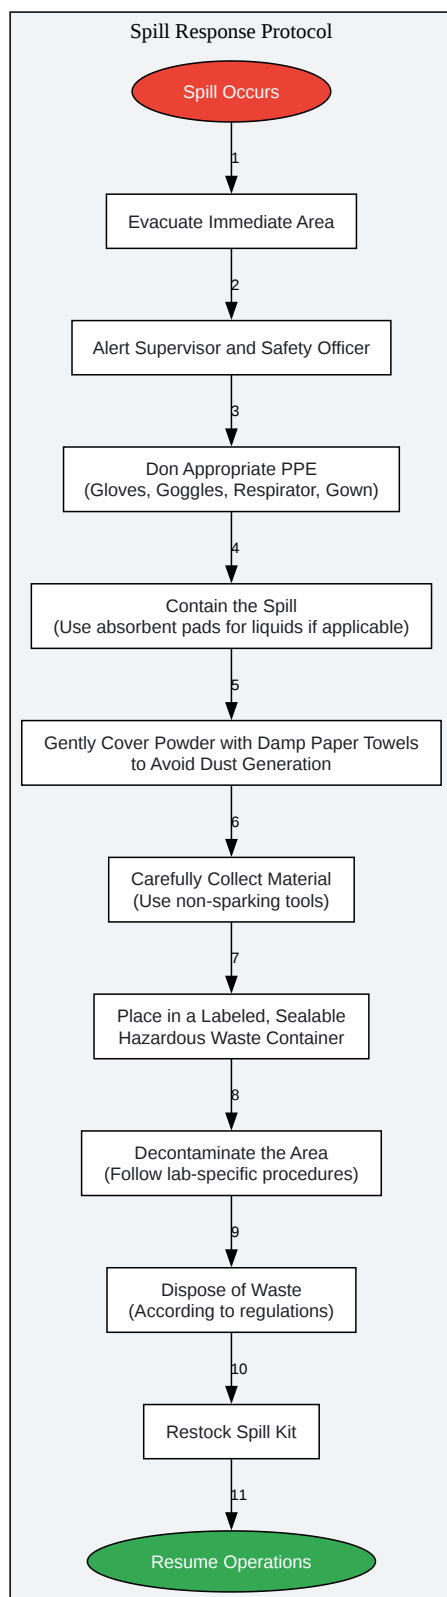 Spill Response Protocol
Spill Occurs
1
Evacuate Immediate Area
2
Alert Supervisor and Safety Officer
3
Don Appropriate PPE
(Gloves, Goggles, Respirator, Gown)
4
Contain the Spill
(Use absorbent pads for liquids if applicable)
5
Gently Cover Powder with Damp Paper Towels
to Avoid Dust Generation
6
Carefully Collect Material
(Use non-sparking tools)
7
Place in a Labeled, Sealable
Hazardous Waste Container
8
Decontaminate the Area
(Follow lab-specific procedures)
9
Dispose of Waste
(According to regulations)
10
Restock Spill Kit
11
Resume Operations